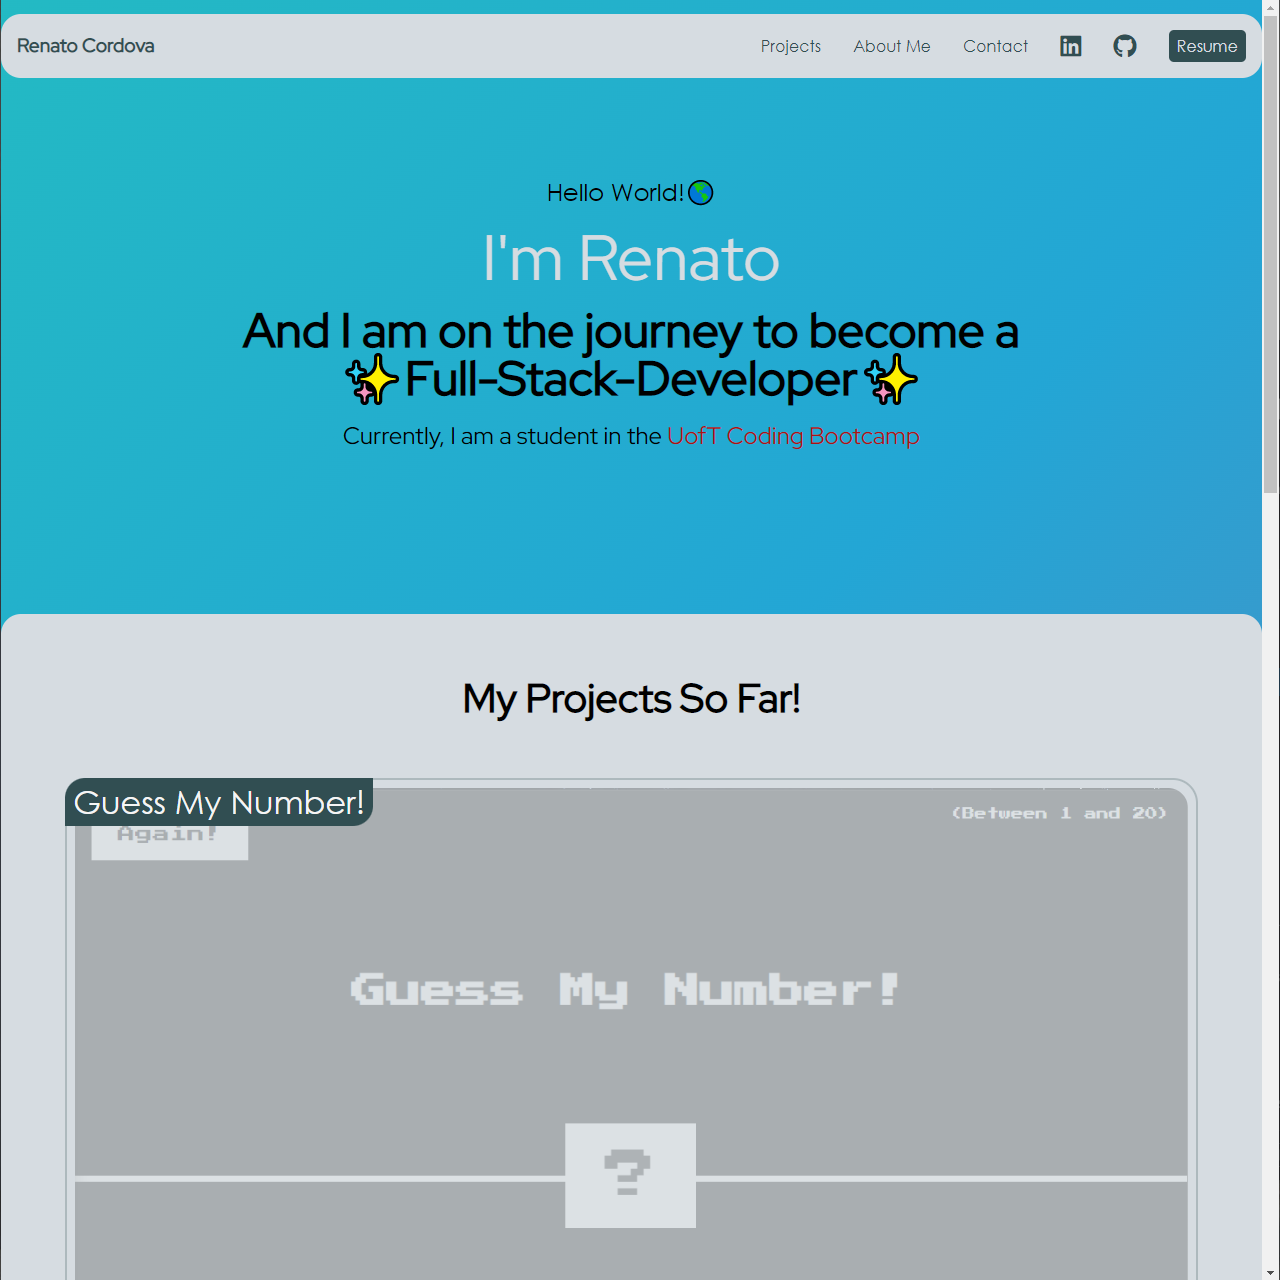 Renato Cordova
Projects
About Me
Contact
in
Resume
Hello World!🌎
I'm Renato
And I am on the journey to become a
✨Full-Stack-Developer✨
Currently, I am a student in the UofT Coding Bootcamp
My Projects So Far!
Guess My Number!
Again!
(Between 1 and 20)
Guess My Number!
?